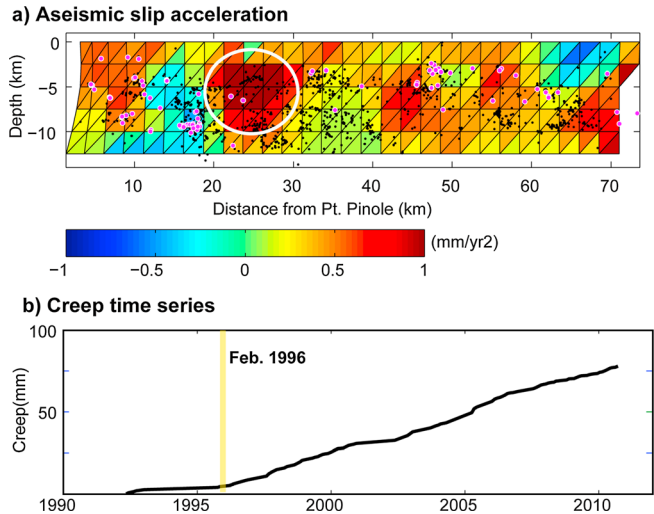 a) Aseismic slip acceleration
Depth (km)
0
−5
−10
10 20 30 40 50 60 70
Distance from Pt. Pinole (km)
(mm/yr2)
−1 −0.5 0 0.5 1
b) Creep time series
Creep(mm)
100
Feb. 1996
50
1990 1995 2000 2005 2010